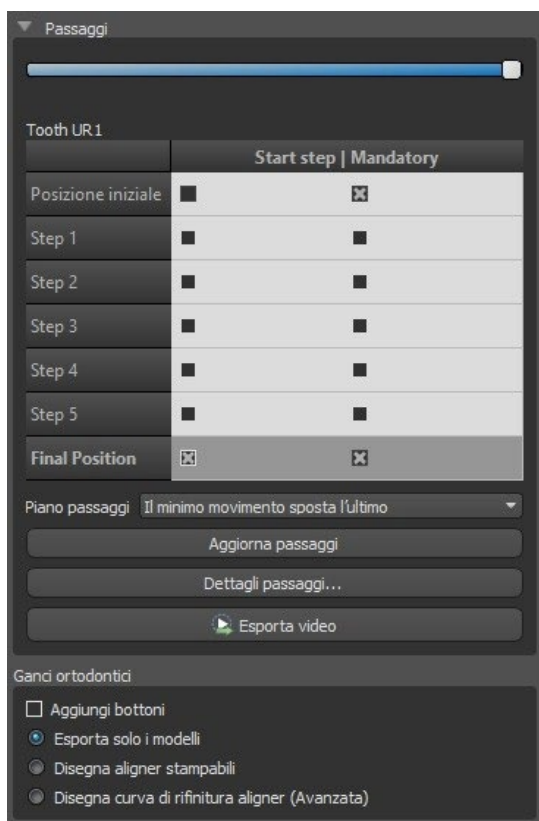 Passaggi
Tooth UR1
Start step | Mandatory
Posizione iniziale
Step 1
Step 2
Step 3
Step 4
Step 5
Final Position
Piano passaggi Il minimo movimento sposta l'ultimo
Aggiorna passaggi
Dettagli passaggi...
Esporta video
Ganci ortodontici
Aggiungi bottoni
Esporta solo i modelli
Disegna aligner stampabili
Disegna curva di rifinitura aligner (Avanzata)